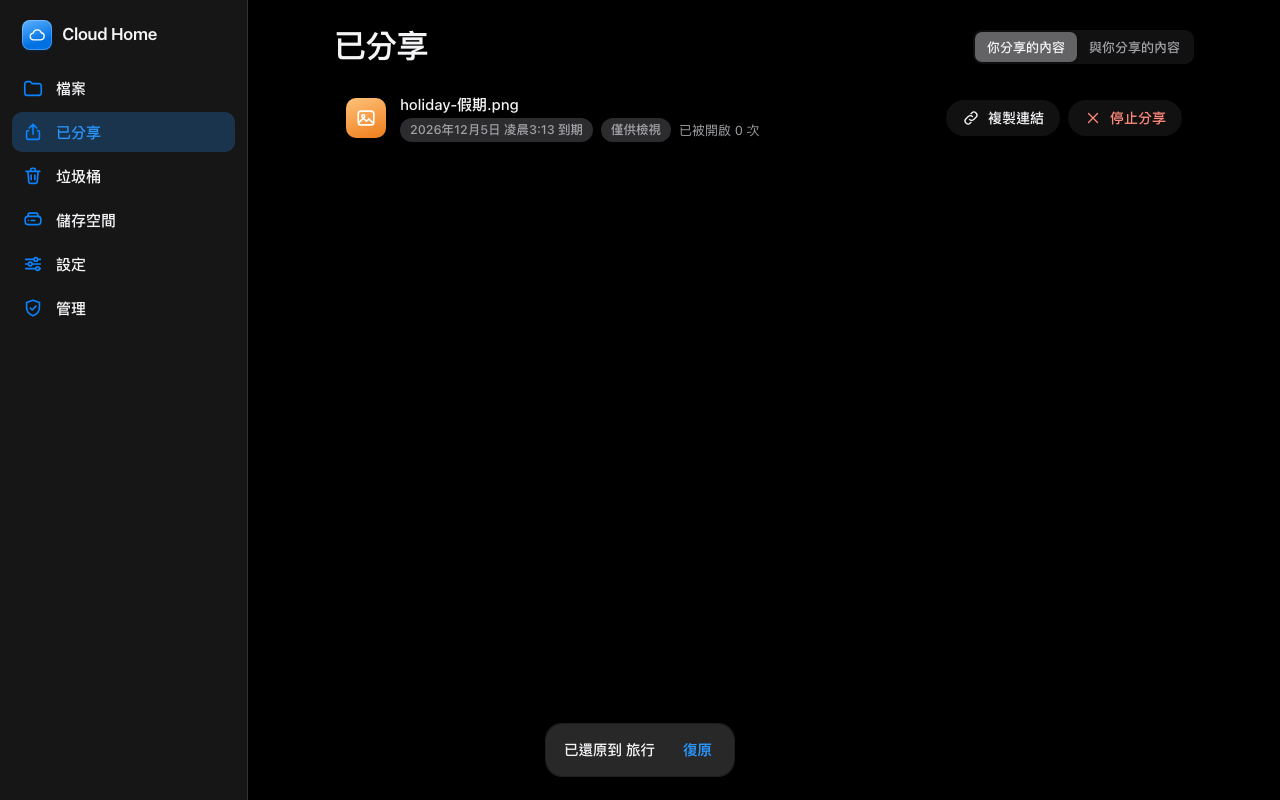 Cloud Home
檔案
已分享
垃圾桶
儲存空間
設定
管理
已分享
你分享的內容 與你分享的內容
holiday-假期.png
2026年12月5日 凌晨3:13 到期 僅供檢視 已被開啟 0 次
複製連結 停止分享
已還原到 旅行 復原